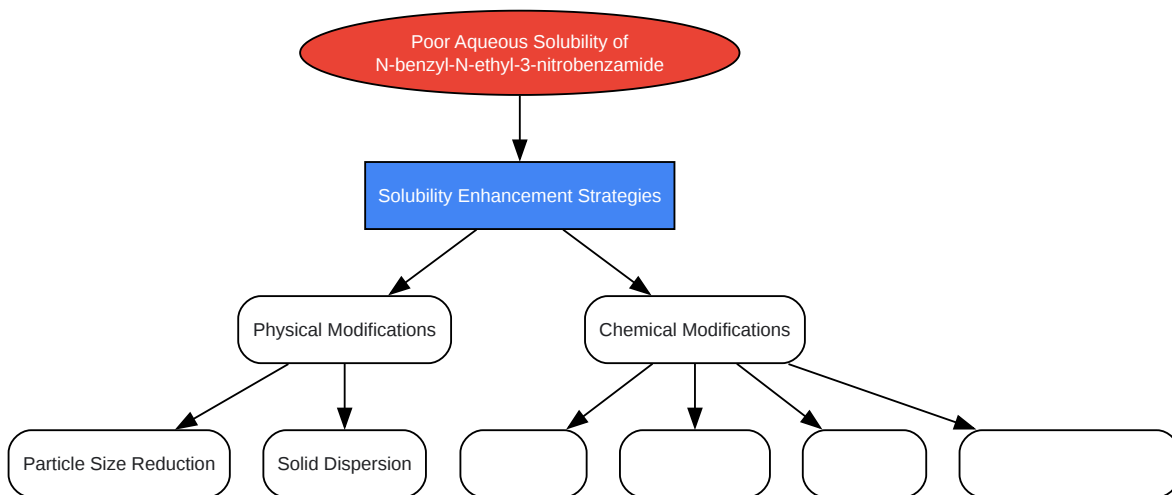 Poor Aqueous Solubility of
N-benzyl-N-ethyl-3-nitrobenzamide
Solubility Enhancement Strategies
Physical Modifications
Chemical Modifications
Particle Size Reduction
Solid Dispersion